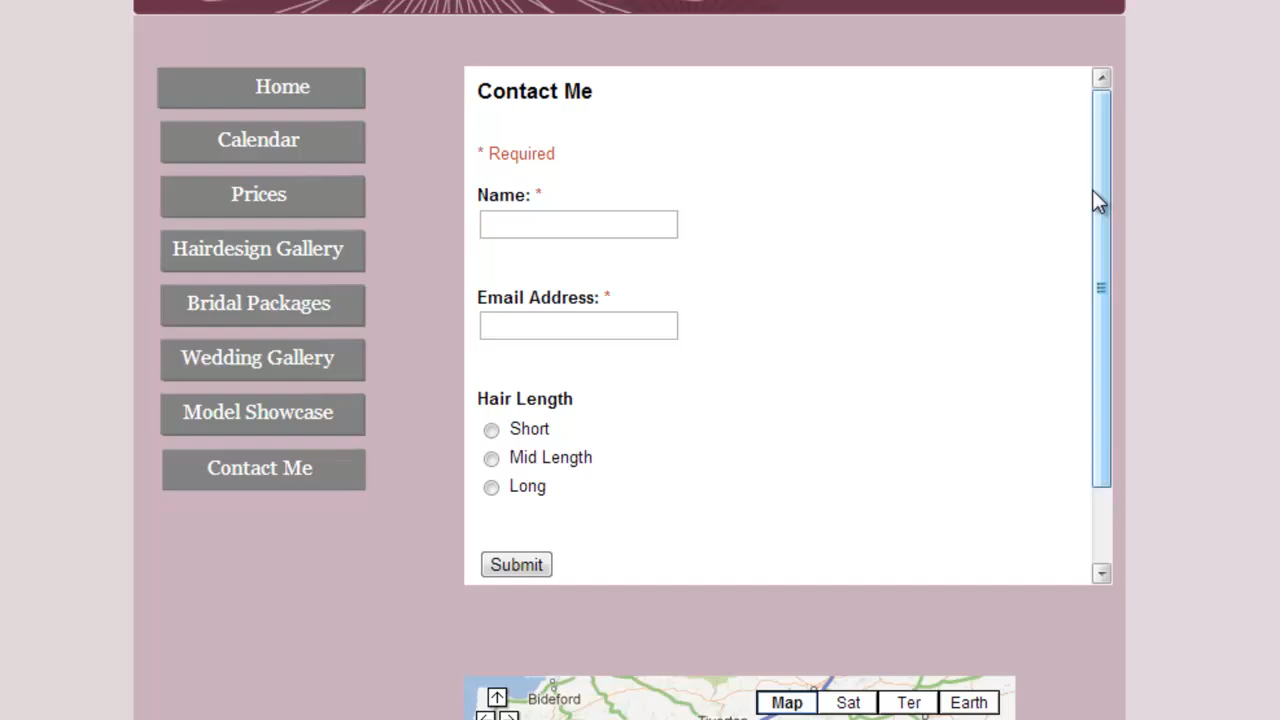 Home
Calendar
Prices
Hairdesign Gallery
Bridal Packages
Wedding Gallery
Model Showcase
Contact Me
Contact Me
* Required
Name: *
Email Address: *
Hair Length
Short
Mid Length
Long
Submit
Bideford
Map Sat Ter Earth